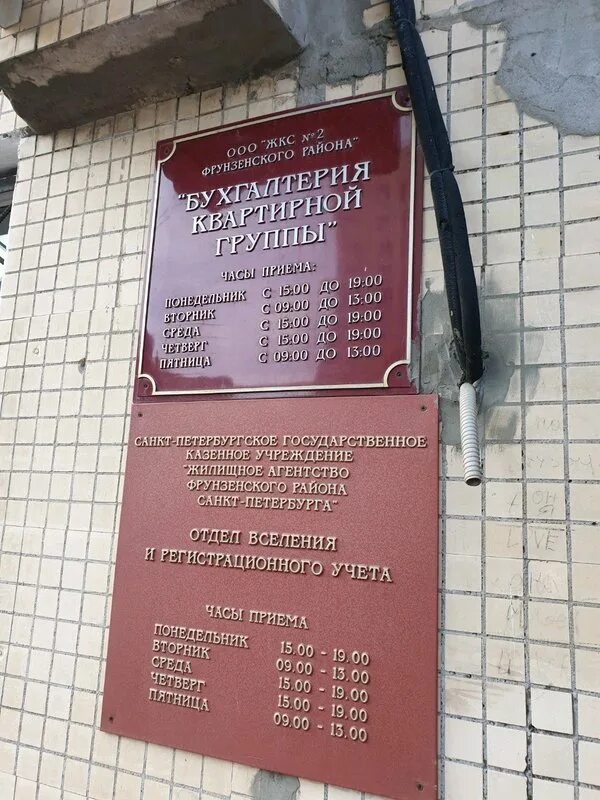 ООО "ЖКС №2
ФРУНЗЕНСКОГО РАЙОНА"
"БУХГАЛТЕРИЯ
КВАРТИРНОЙ
ГРУППЫ"
ЧАСЫ ПРИЕМА:
ПОНЕДЕЛЬНИК С 15:00 ДО 19:00
ВТОРНИК С 09:00 ДО 13:00
СРЕДА С 15:00 ДО 19:00
ЧЕТВЕРГ С 15:00 ДО 19:00
ПЯТНИЦА С 09:00 ДО 13:00
САНКТ-ПЕТЕРБУРГСКОЕ ГОСУДАРСТВЕННОЕ
КАЗЕННОЕ УЧРЕЖДЕНИЕ
"ЖИЛИЩНОЕ АГЕНТСТВО
ФРУНЗЕНСКОГО РАЙОНА
САНКТ-ПЕТЕРБУРГА"
ОТДЕЛ ВСЕЛЕНИЯ
И РЕГИСТРАЦИОННОГО УЧЕТА
ЧАСЫ ПРИЕМА
ПОНЕДЕЛЬНИК 15.00 - 19.00
ВТОРНИК 09.00 - 13.00
СРЕДА 15.00 - 19.00
ЧЕТВЕРГ 15.00 - 19.00
ПЯТНИЦА 09.00 - 13.00
LIVE